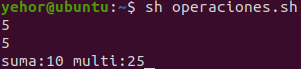 yehor@ubuntu:~$ sh operaciones.sh
5
5
suma:10 multi:25